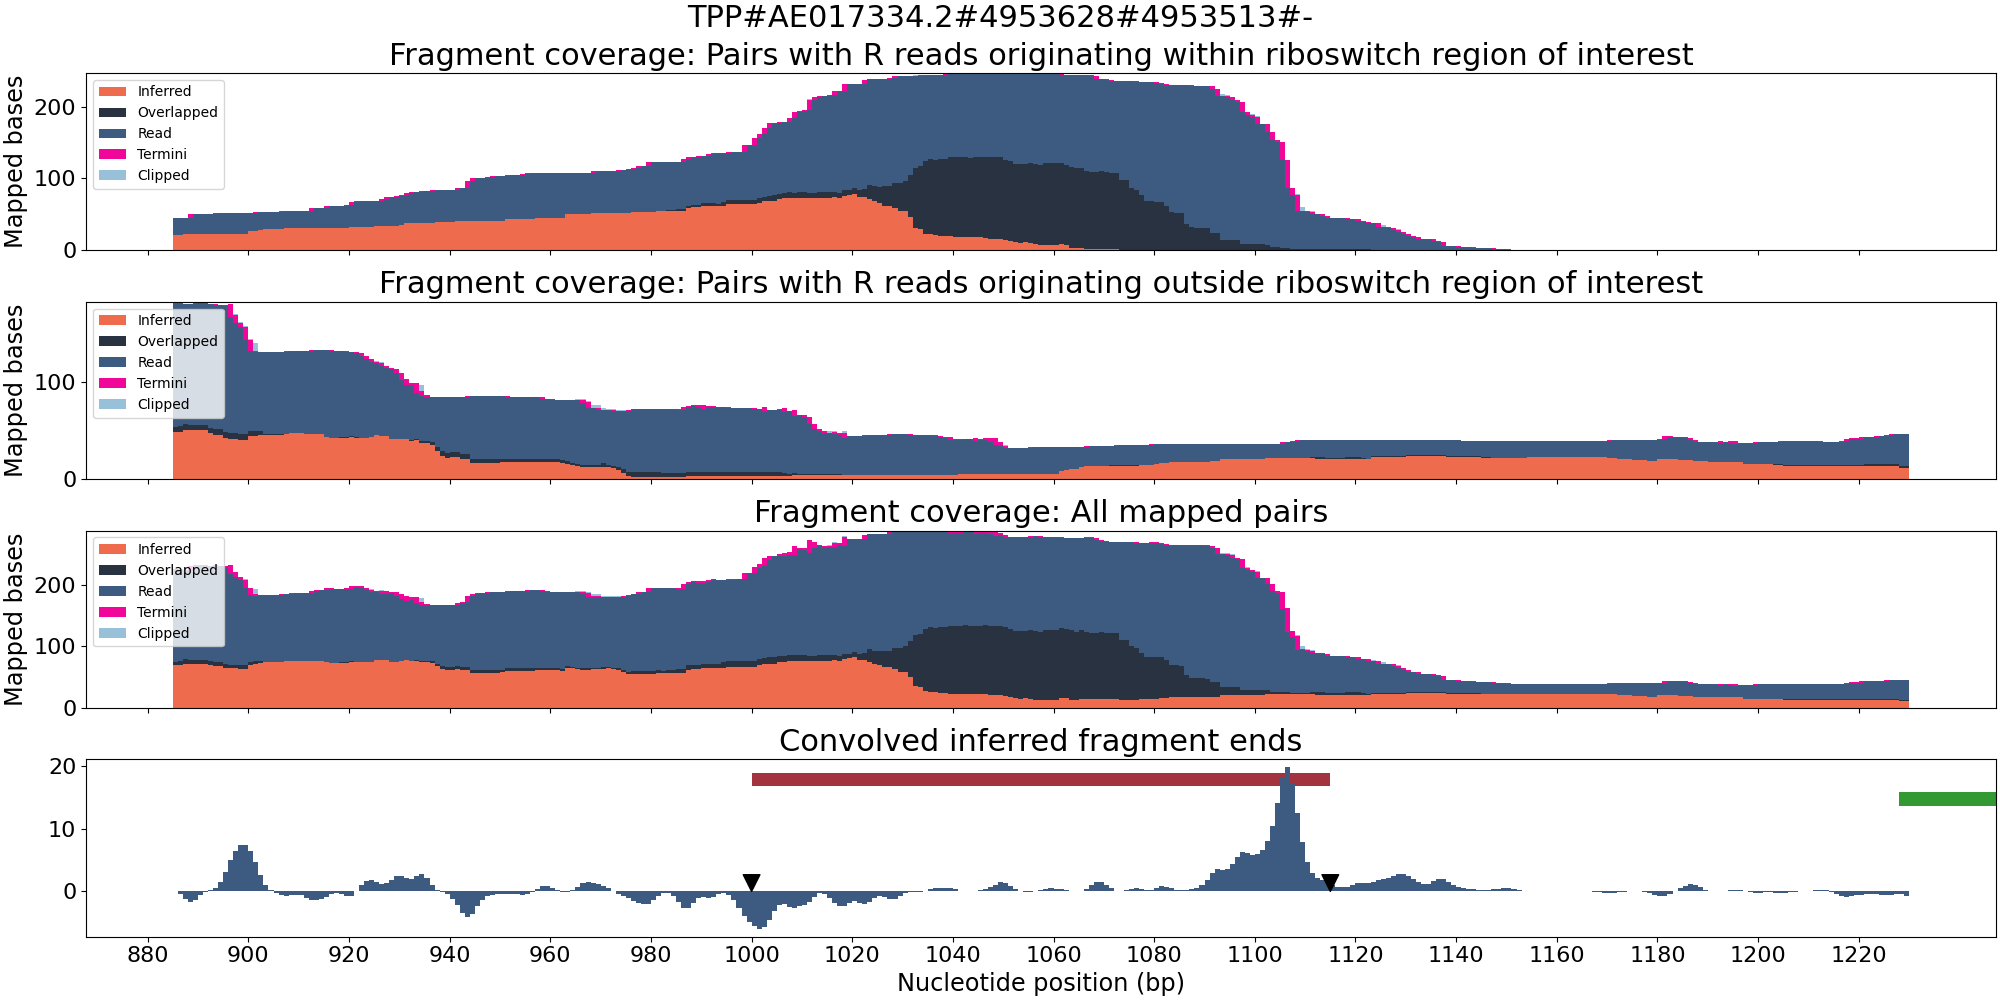 TPP#AE017334.2#4953628#4953513#-
Fragment coverage: Pairs with R reads originating within riboswitch region of interest
Mapped bases
200
100
0
Inferred
Overlapped
Read
Termini
Clipped
Fragment coverage: Pairs with R reads originating outside riboswitch region of interest
Mapped bases
100
0
Inferred
Overlapped
Read
Termini
Clipped
Fragment coverage: All mapped pairs
Mapped bases
200
100
0
Inferred
Overlapped
Read
Termini
Clipped
Convolved inferred fragment ends
20
10
0
880 900 920 940 960 980 1000 1020 1040 1060 1080 1100 1120 1140 1160 1180 1200 1220
Nucleotide position (bp)